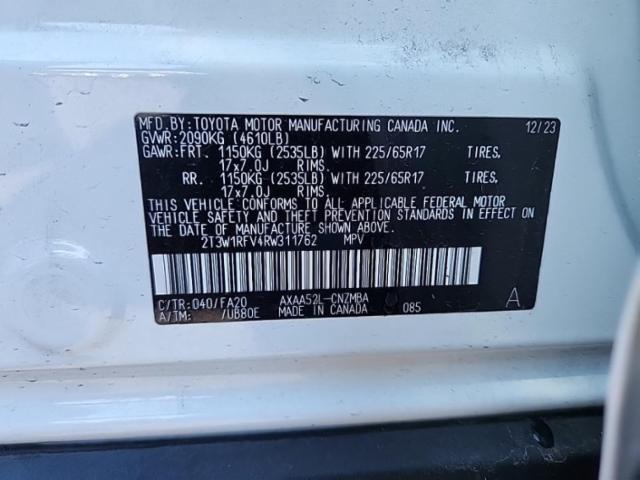 MFD.BY:TOYOTA MOTOR MANUFACTURING CANADA INC. 12/23
GVWR:2090KG (4610LB)
GAWR:FRT. 1150KG (2535LB) WITH 225/65R17 TIRES.
17x7.0J RIMS.
RR. 1150KG (2535LB) WITH 225/65R17 TIRES.
17x7.0J RIMS.
THIS VEHICLE CONFORMS TO ALL APPLICABLE FEDERAL MOTOR
VEHICLE SAFETY AND THEFT PREVENTION STANDARDS IN EFFECT ON
THE DATE OF MANUFACTURE SHOWN ABOVE.
2T3W1RFV4RW311762 MPV
C/TR:040/FA20 AXAA52L-CNZMBA A
A/TM: /UB80E MADE IN CANADA 085